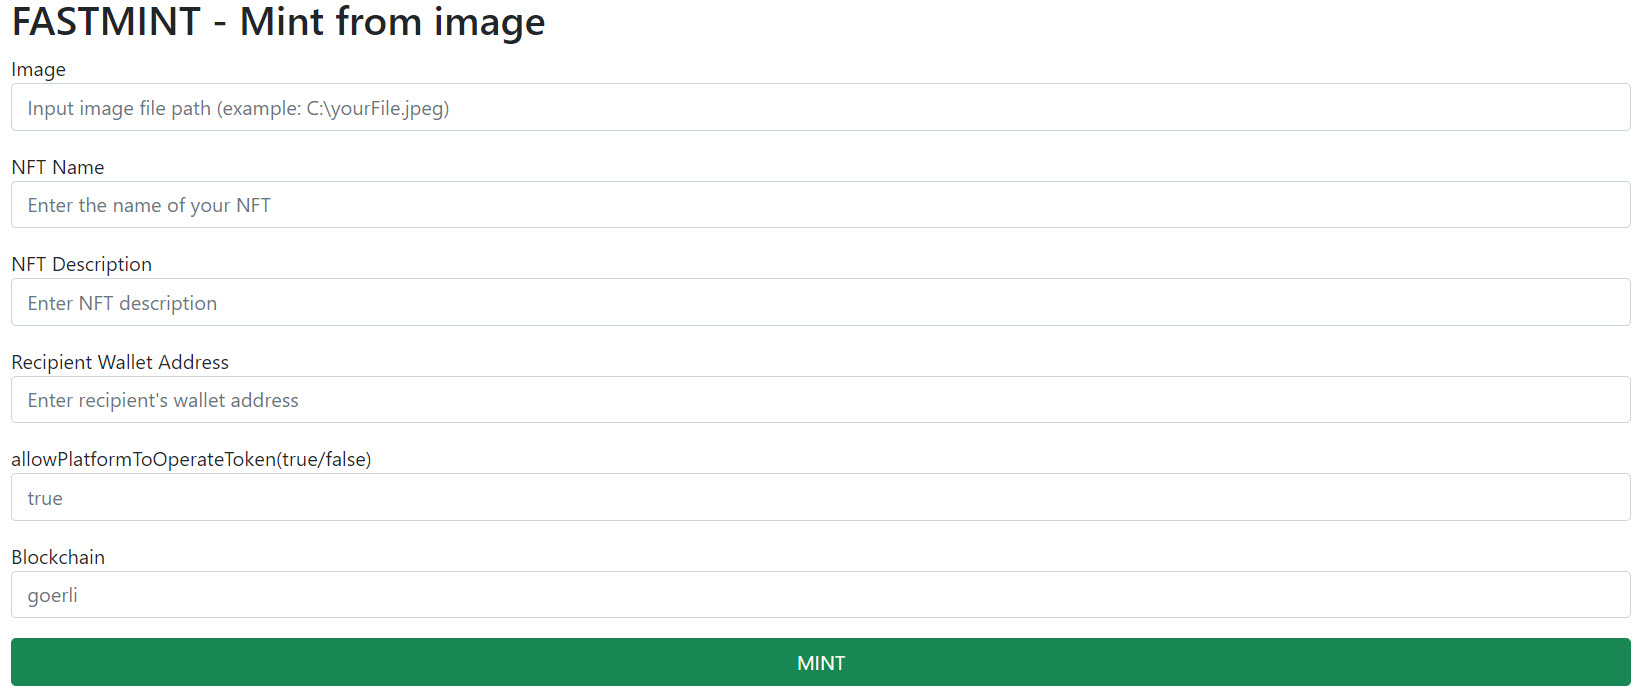 FASTMINT - Mint from image
Image
Input image file path (example: C:\yourFile.jpeg)
NFT Name
Enter the name of your NFT
NFT Description
Enter NFT description
Recipient Wallet Address
Enter recipient's wallet address
allowPlatformToOperateToken(true/false)
true
Blockchain
goerli
MINT